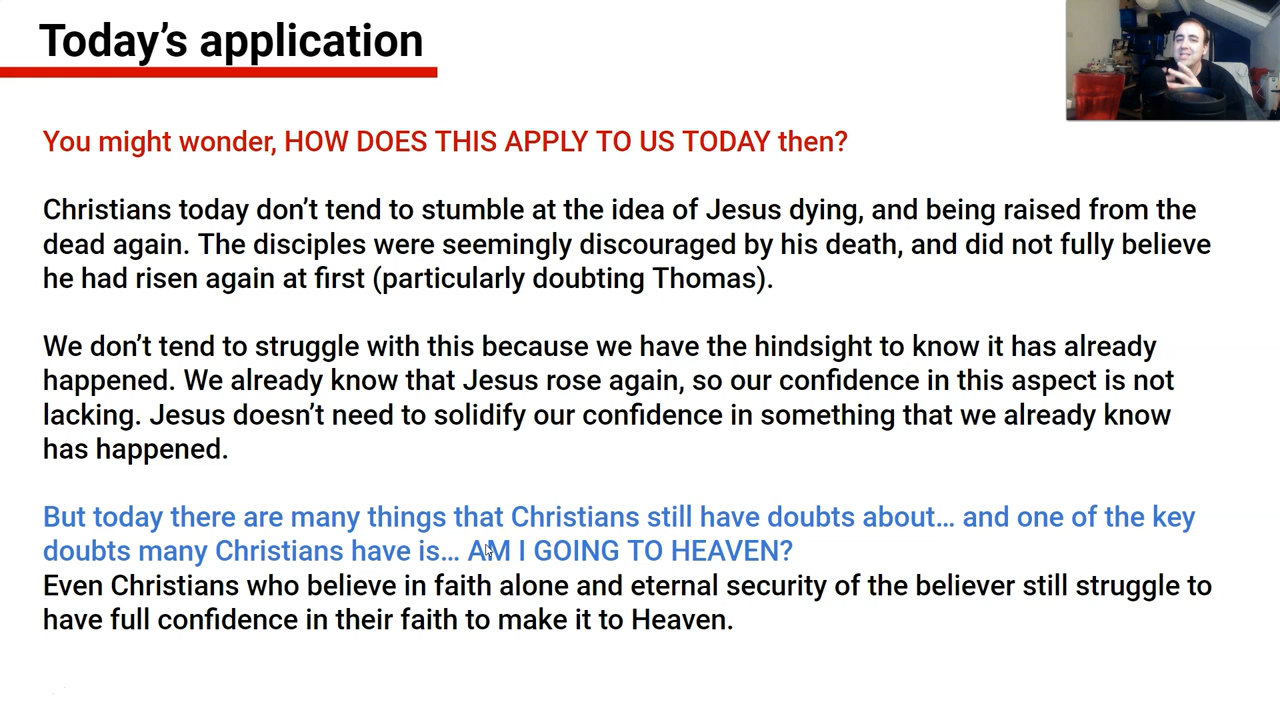 Today’s application
You might wonder, HOW DOES THIS APPLY TO US TODAY then?
Christians today don’t tend to stumble at the idea of Jesus dying, and being raised from the
dead again. The disciples were seemingly discouraged by his death, and did not fully believe
he had risen again at first (particularly doubting Thomas).
We don’t tend to struggle with this because we have the hindsight to know it has already
happened. We already know that Jesus rose again, so our confidence in this aspect is not
lacking. Jesus doesn’t need to solidify our confidence in something that we already know
has happened.
But today there are many things that Christians still have doubts about… and one of the key
doubts many Christians have is… AM I GOING TO HEAVEN?
Even Christians who believe in faith alone and eternal security of the believer still struggle to
have full confidence in their faith to make it to Heaven.